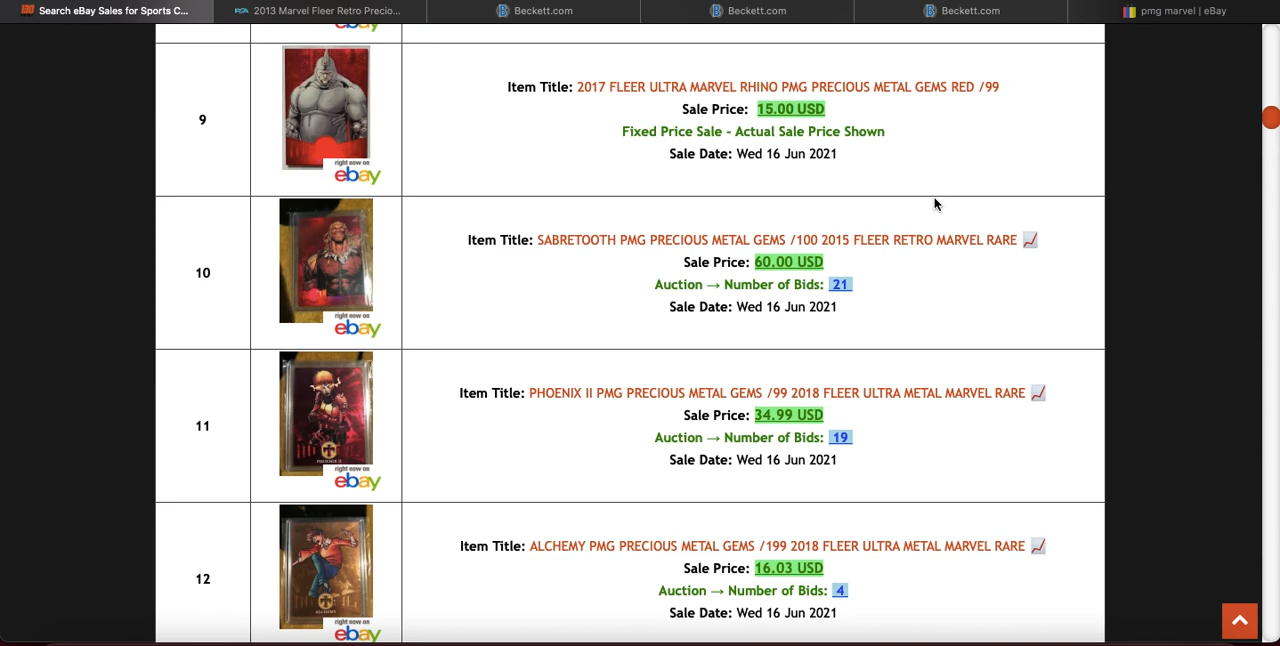 Search eBay Sales for Sports C...
PSA 2013 Marvel Fleer Retro Precio...
Beckett.com
Beckett.com
Beckett.com
pmg marvel | eBay
ebay
9
right now on
ebay
Item Title: 2017 FLEER ULTRA MARVEL RHINO PMG PRECIOUS METAL GEMS RED /99
Sale Price: 15.00 USD
Fixed Price Sale - Actual Sale Price Shown
Sale Date: Wed 16 Jun 2021
10
right now on
ebay
Item Title: SABRETOOTH PMG PRECIOUS METAL GEMS /100 2015 FLEER RETRO MARVEL RARE
Sale Price: 60.00 USD
Auction → Number of Bids: 21
Sale Date: Wed 16 Jun 2021
11
PHOENIX II
right now on
ebay
Item Title: PHOENIX II PMG PRECIOUS METAL GEMS /99 2018 FLEER ULTRA METAL MARVEL RARE
Sale Price: 34.99 USD
Auction → Number of Bids: 19
Sale Date: Wed 16 Jun 2021
12
right now on
ebay
Item Title: ALCHEMY PMG PRECIOUS METAL GEMS /199 2018 FLEER ULTRA METAL MARVEL RARE
Sale Price: 16.03 USD
Auction → Number of Bids: 4
Sale Date: Wed 16 Jun 2021